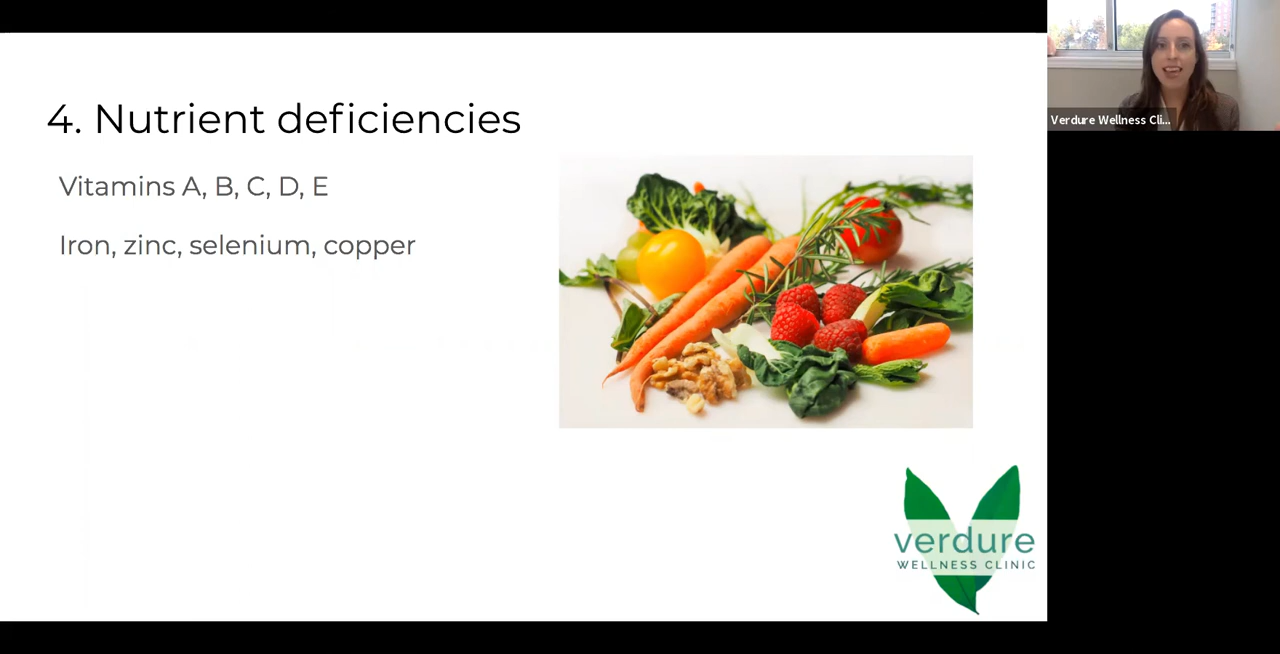 4. Nutrient deficiencies
Vitamins A, B, C, D, E
Iron, zinc, selenium, copper
Verdure Wellness Cli...
verdure
WELLNESS CLINIC